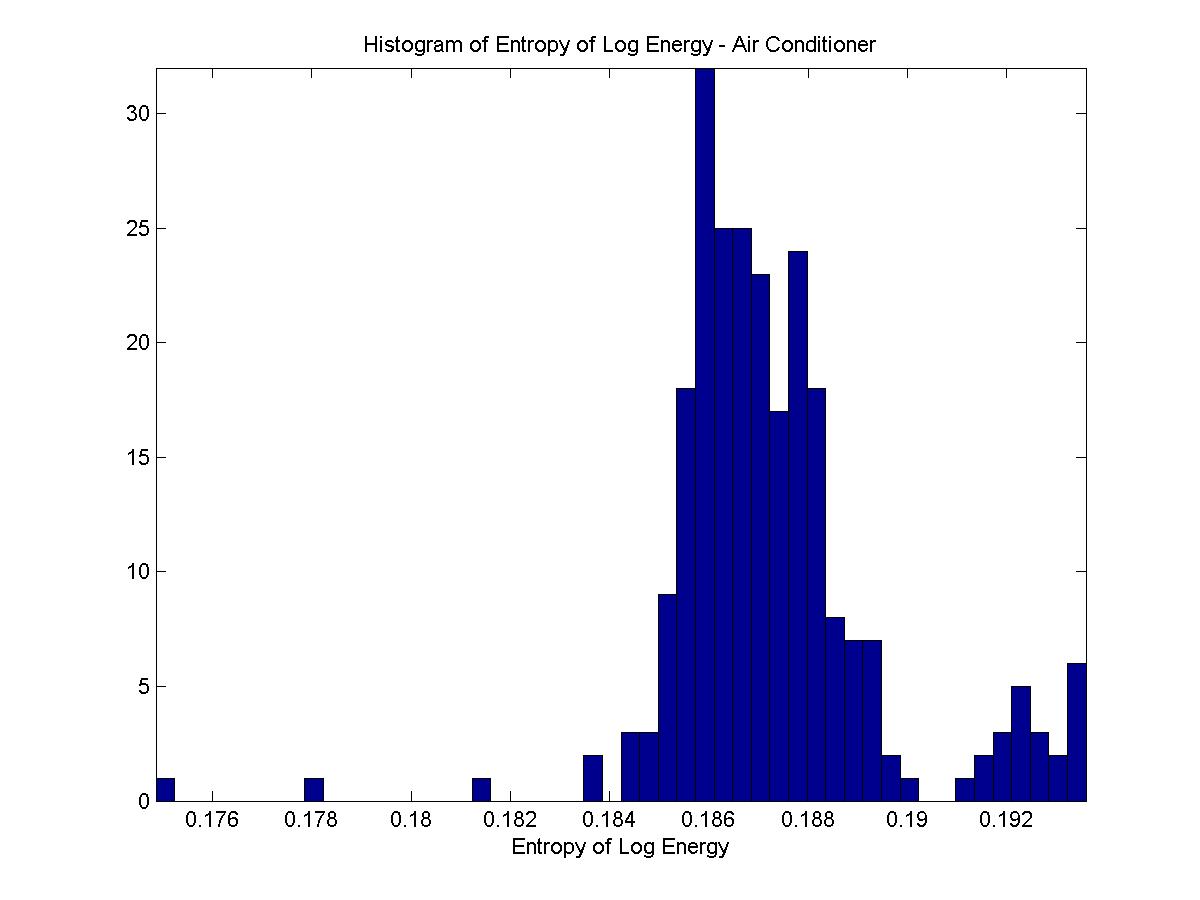 Histogram of Entropy of Log Energy - Air Conditioner
30
25
20
15
10
5
0
0.176 0.178 0.18 0.182 0.184 0.186 0.188 0.19 0.192
Entropy of Log Energy